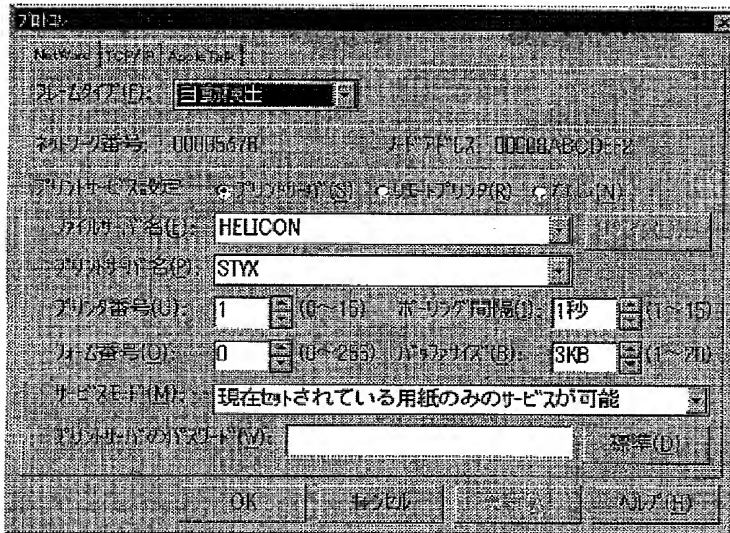 プロトコル
NetWare TCP/IP AppleTalk
フレームタイプ(F): 自動検出
ネットワーク番号: 00005678 ノードアドレス:
プリントサービス設定 プリントサーバ(S) リモートプリンタ(R) なし(N)
ファイルサーバ名(L): HELICON
プリントサーバ名(P): STYX
プリンタ番号(U): 1 (0～15) ポーリング間隔(I): 1秒 (1～15)
フォーム番号(O): 0 (0～255) バッファサイズ(B): 3KB (1～20)
サービスモード(M): 現在セットされている用紙のみのサービスが可能
プリントサーバのパスワード(W): 標準(D)
OK キャンセル ヘルプ(H)